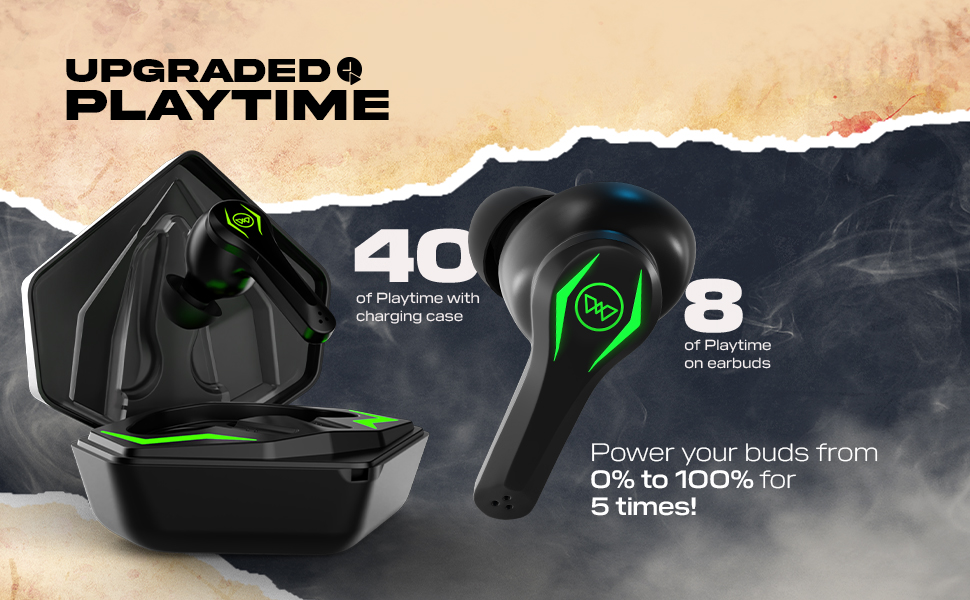 UPGRADED
PLAYTIME
40
of Playtime with
charging case
8
of Playtime
on earbuds
Power your buds from
0% to 100% for
5 times!